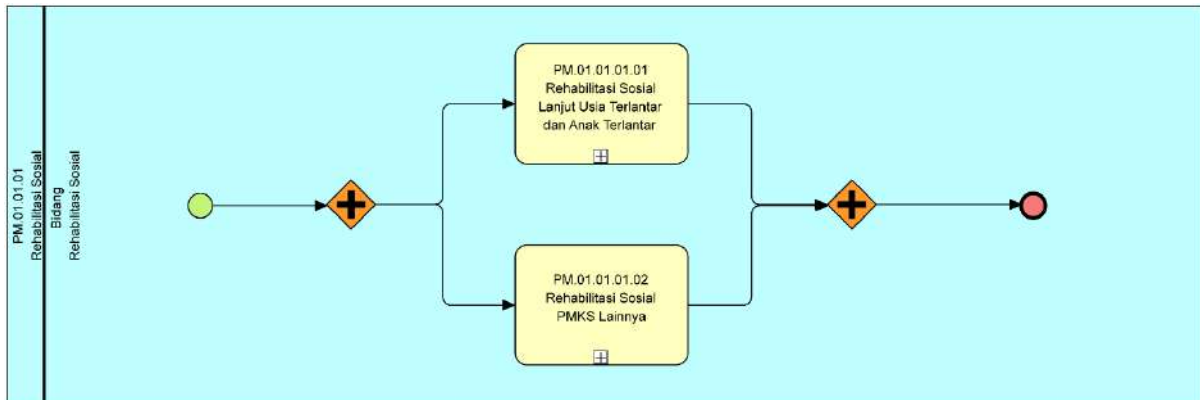 PM.01.01.01
Rehabilitasi Sosial
Bidang
Rehabilitasi Sosial
PM.01.01.01.01
Rehabilitasi Sosial
Lanjut Usia Terlantar
dan Anak Terlantar
PM.01.01.01.02
Rehabilitasi Sosial
PMKS Lainnya